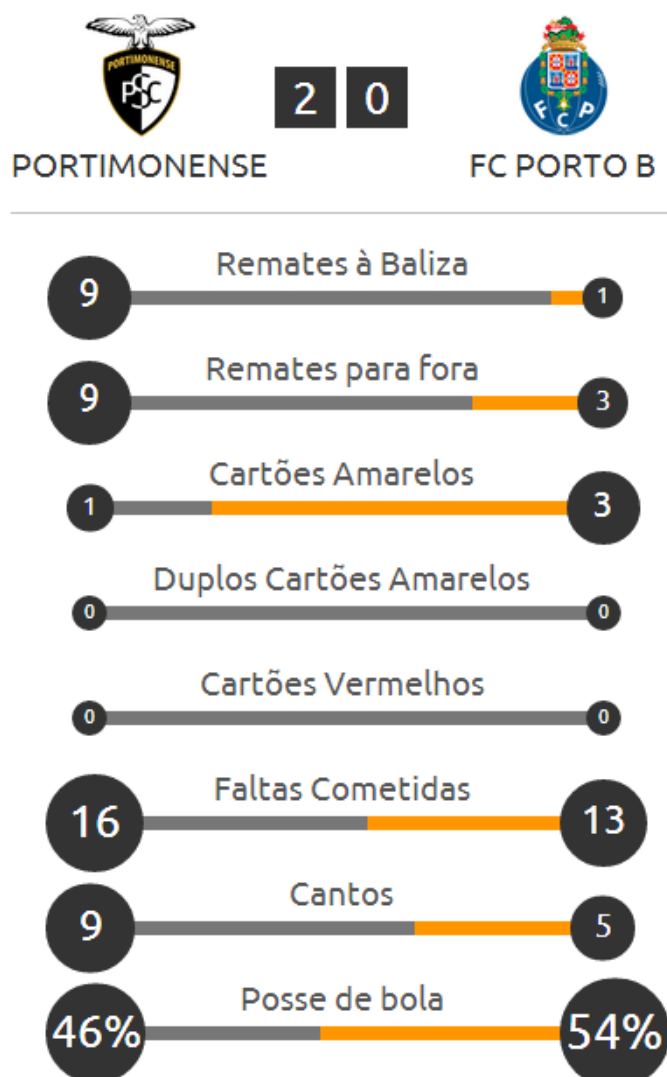 PORTIMONENSE
PSC
FCP
2 0
PORTIMONENSE FC PORTO B
Remates à Baliza
9 1
Remates para fora
9 3
Cartões Amarelos
1 3
Duplos Cartões Amarelos
0 0
Cartões Vermelhos
0 0
Faltas Cometidas
16 13
Cantos
9 5
Posse de bola
46% 54%